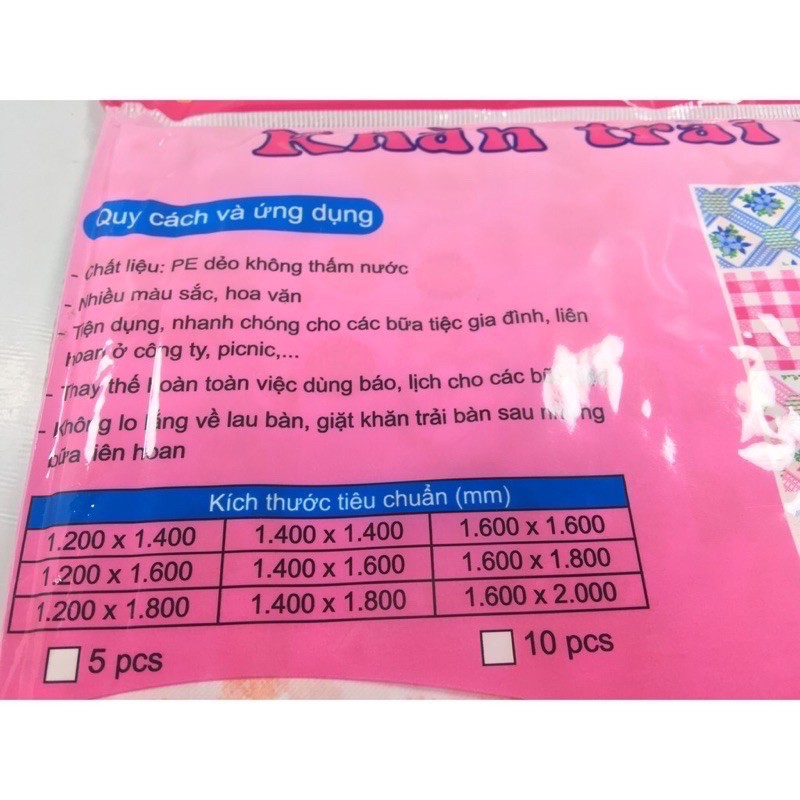 Khăn trải
Quy cách và ứng dụng
- Chất liệu: PE dẻo không thấm nước
- Nhiều màu sắc, hoa văn
- Tiện dụng, nhanh chóng cho các bữa tiệc gia đình, liên
hoan ở công ty, picnic,...
- Thay thế hoàn toàn việc dùng báo, lịch cho các
- Không lo lắng về lau bàn, giặt khăn trải bàn sau những
bữa liên hoan
Kích thước tiêu chuẩn (mm)
1.200 x 1.400 1.400 x 1.400 1.600 x 1.600
1.200 x 1.600 1.400 x 1.600 1.600 x 1.800
1.200 x 1.800 1.400 x 1.800 1.600 x 2.000
5 pcs 10 pcs